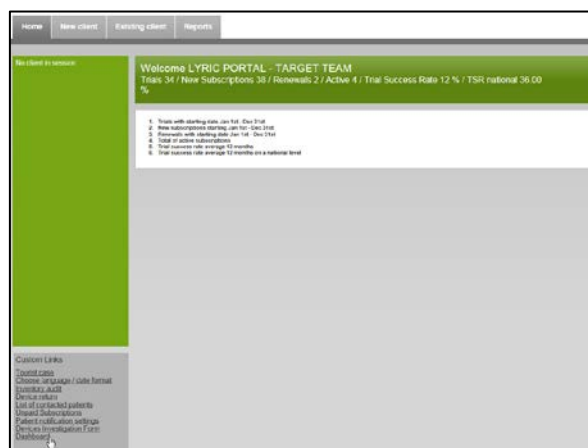 Home
New client
Existing client
Reports
No client in session
Welcome LYRIC PORTAL - TARGET TEAM
Trials 34 / New Subscriptions 38 / Renewals 2 / Active 4 / Trial Success Rate 12 % / TSR national 36.00
%
1. Trials with starting date Jan 1st - Dec 31st
2. New subscriptions starting Jan 1st - Dec 31st
3. Renewals with starting date Jan 1st - Dec 31st
4. Total of active subscriptions
5. Trial success rate average 12 months
6. Trial success rate average 12 months on a national level
Custom Links
Tourist case
Choose language / date format
Inventory audit
Device return
List of contacted patients
Unpaid Subscriptions
Patient notification settings
Devices Investigation Form
Dashboard